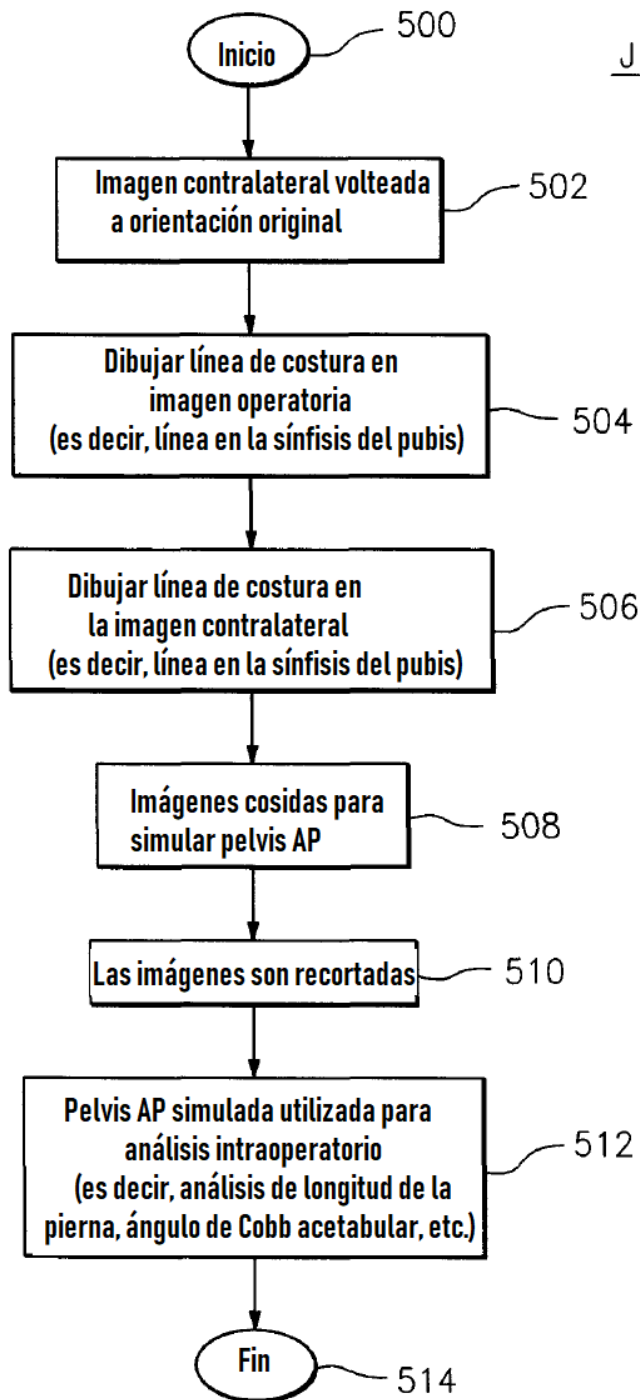 500
Inicio
J
Imagen contralateral volteada
a orientación original
502
Dibujar línea de costura en
imagen operatoria
(es decir, línea en la sínfisis del pubis)
504
Dibujar línea de costura en
la imagen contralateral
(es decir, línea en la sínfisis del pubis)
506
Imágenes cosidas para
simular pelvis AP
508
Las imágenes son recortadas
510
Pelvis AP simulada utilizada para
análisis intraoperatorio
(es decir, análisis de longitud de la
pierna, ángulo de Cobb acetabular, etc.)
512
Fin
514